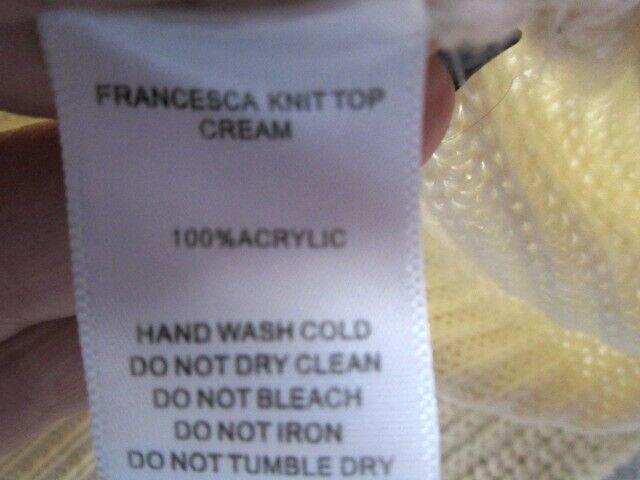 FRANCESCA KNIT TOP
CREAM
100%ACRYLIC
HAND WASH COLD
DO NOT DRY CLEAN
DO NOT BLEACH
DO NOT IRON
DO NOT TUMBLE DRY